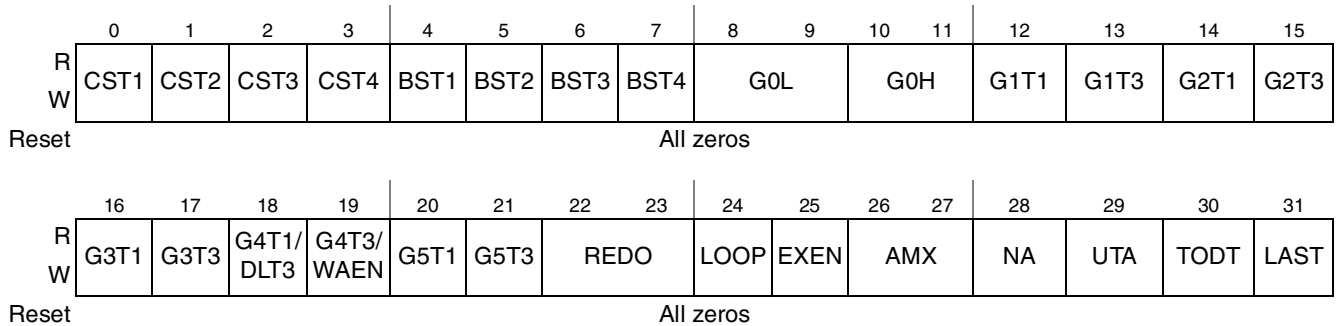 0 1 2 3 4 5 6 7 8 9 10 11 12 13 14 15
R
W
CST1 CST2 CST3 CST4 BST1 BST2 BST3 BST4 G0L G0H G1T1 G1T3 G2T1 G2T3
Reset All zeros
16 17 18 19 20 21 22 23 24 25 26 27 28 29 30 31
R
W
G3T1 G3T3 G4T1/ DLT3 G4T3/ WAEN G5T1 G5T3 REDO LOOP EXEN AMX NA UTA TODT LAST
Reset All zeros